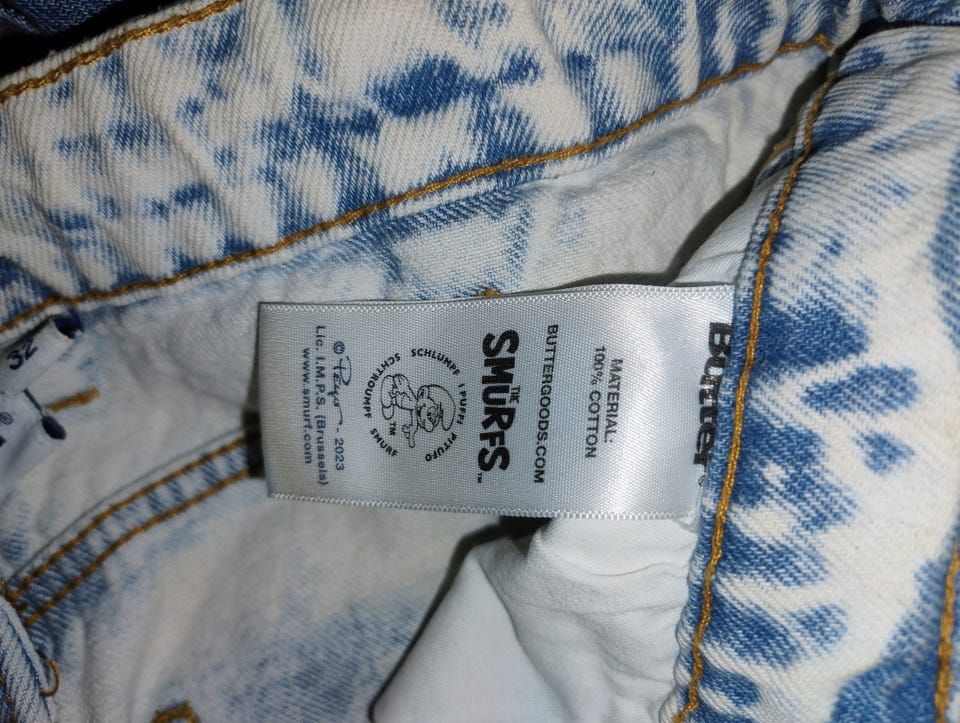 Butter
MATERIAL:
100% COTTON
BUTTERGOODS.COM
THE
SMURFS™
SCHLUMPF I PUFFI PITUFO SMURF SCHTROUMPF
TM
© Peyo 2023
Lic. I.M.P.S. (Brussels)
www.smurf.com
32